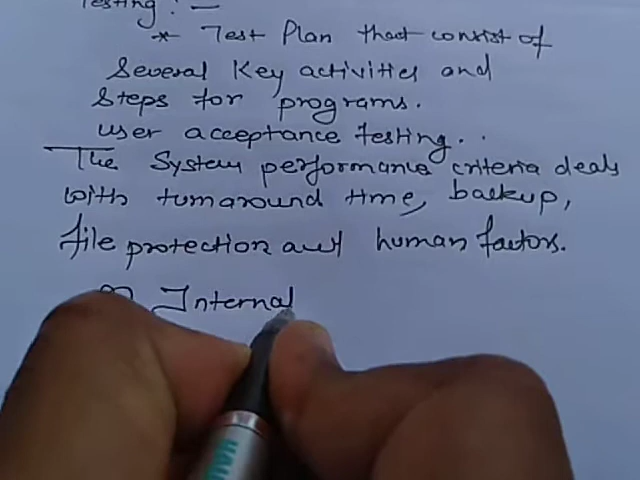 Testing : —
* Test Plan that consist of
Several Key activities and
Steps for programs.
user acceptance testing..
The System performance criteria deals
with turnaround time, backup,
file protection and human factors.
Internal